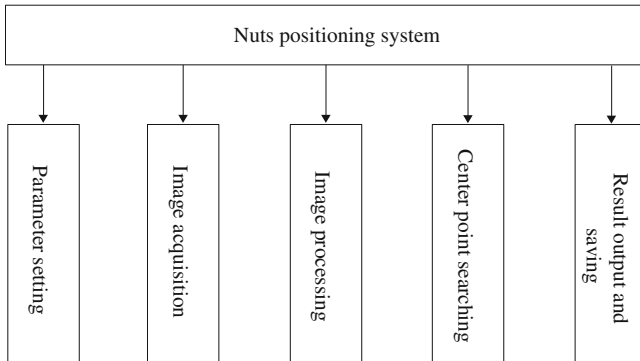 Nuts positioning system
Parameter setting
Image acquisition
Image processing
Center point searching
Result output and
saving